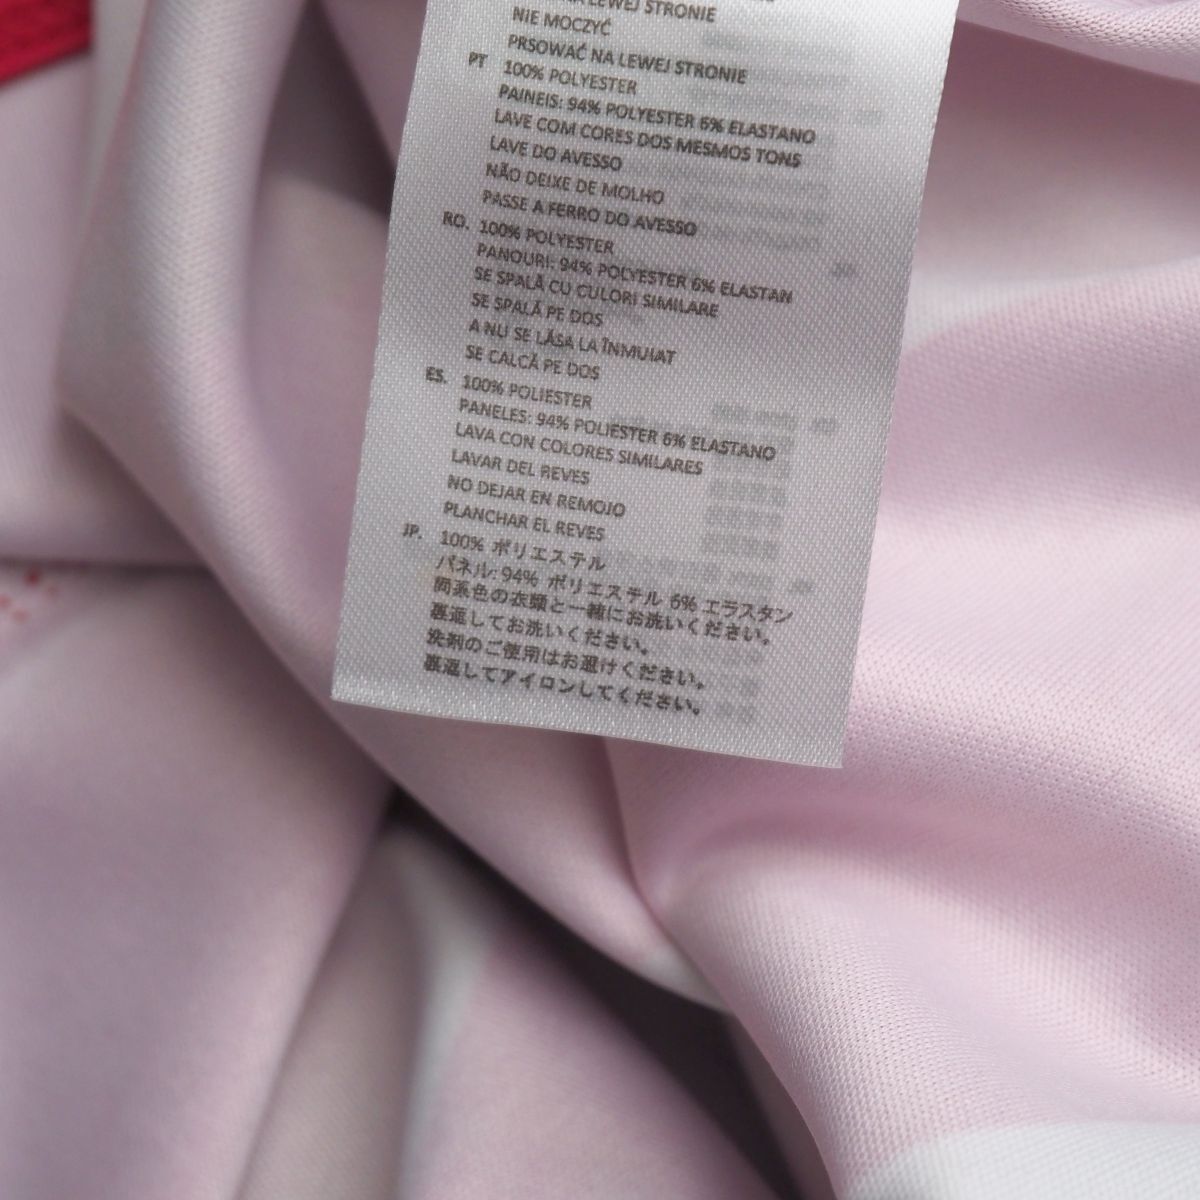 NA LEWEJ STRONIE
NIE MOCZYĆ
PRSOWAĆ NA LEWEJ STRONIE
PT 100% POLYESTER
PAINEIS: 94% POLYESTER 6% ELASTANO
LAVE COM CORES DOS MESMOS TONS
LAVE DO AVESSO
NÃO DEIXE DE MOLHO
PASSE A FERRO DO AVESSO
RO. 100% POLYESTER
PANOURI: 94% POLYESTER 6% ELASTAN
SE SPALĂ CU CULORI SIMILARE
SE SPALĂ PE DOS
A NU SE LĂSA LA ÎNMUIAT
SE CALCĂ PE DOS
ES. 100% POLIESTER
PANELES: 94% POLIESTER 6% ELASTANO
LAVA CON COLORES SIMILARES
LAVAR DEL REVES
NO DEJAR EN REMOJO
PLANCHAR EL REVES
JP. 100% ポリエステル
パネル: 94% ポリエステル 6% エラスタン
同系色の衣類と一緒にお洗いください。
裏返してお洗いください。
洗剤のご使用はお避けください。
裏返してアイロンしてください。